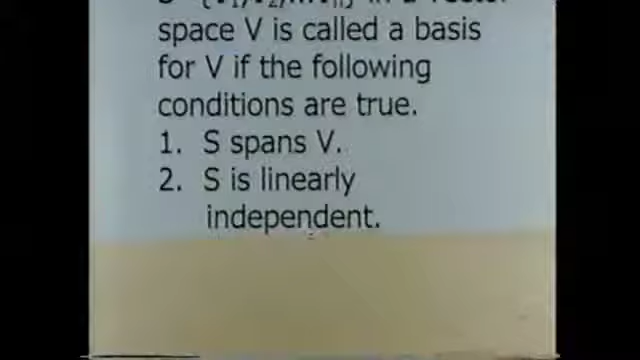 space V is called a basis
for V if the following
conditions are true.
1. S spans V.
2. S is linearly
independent.